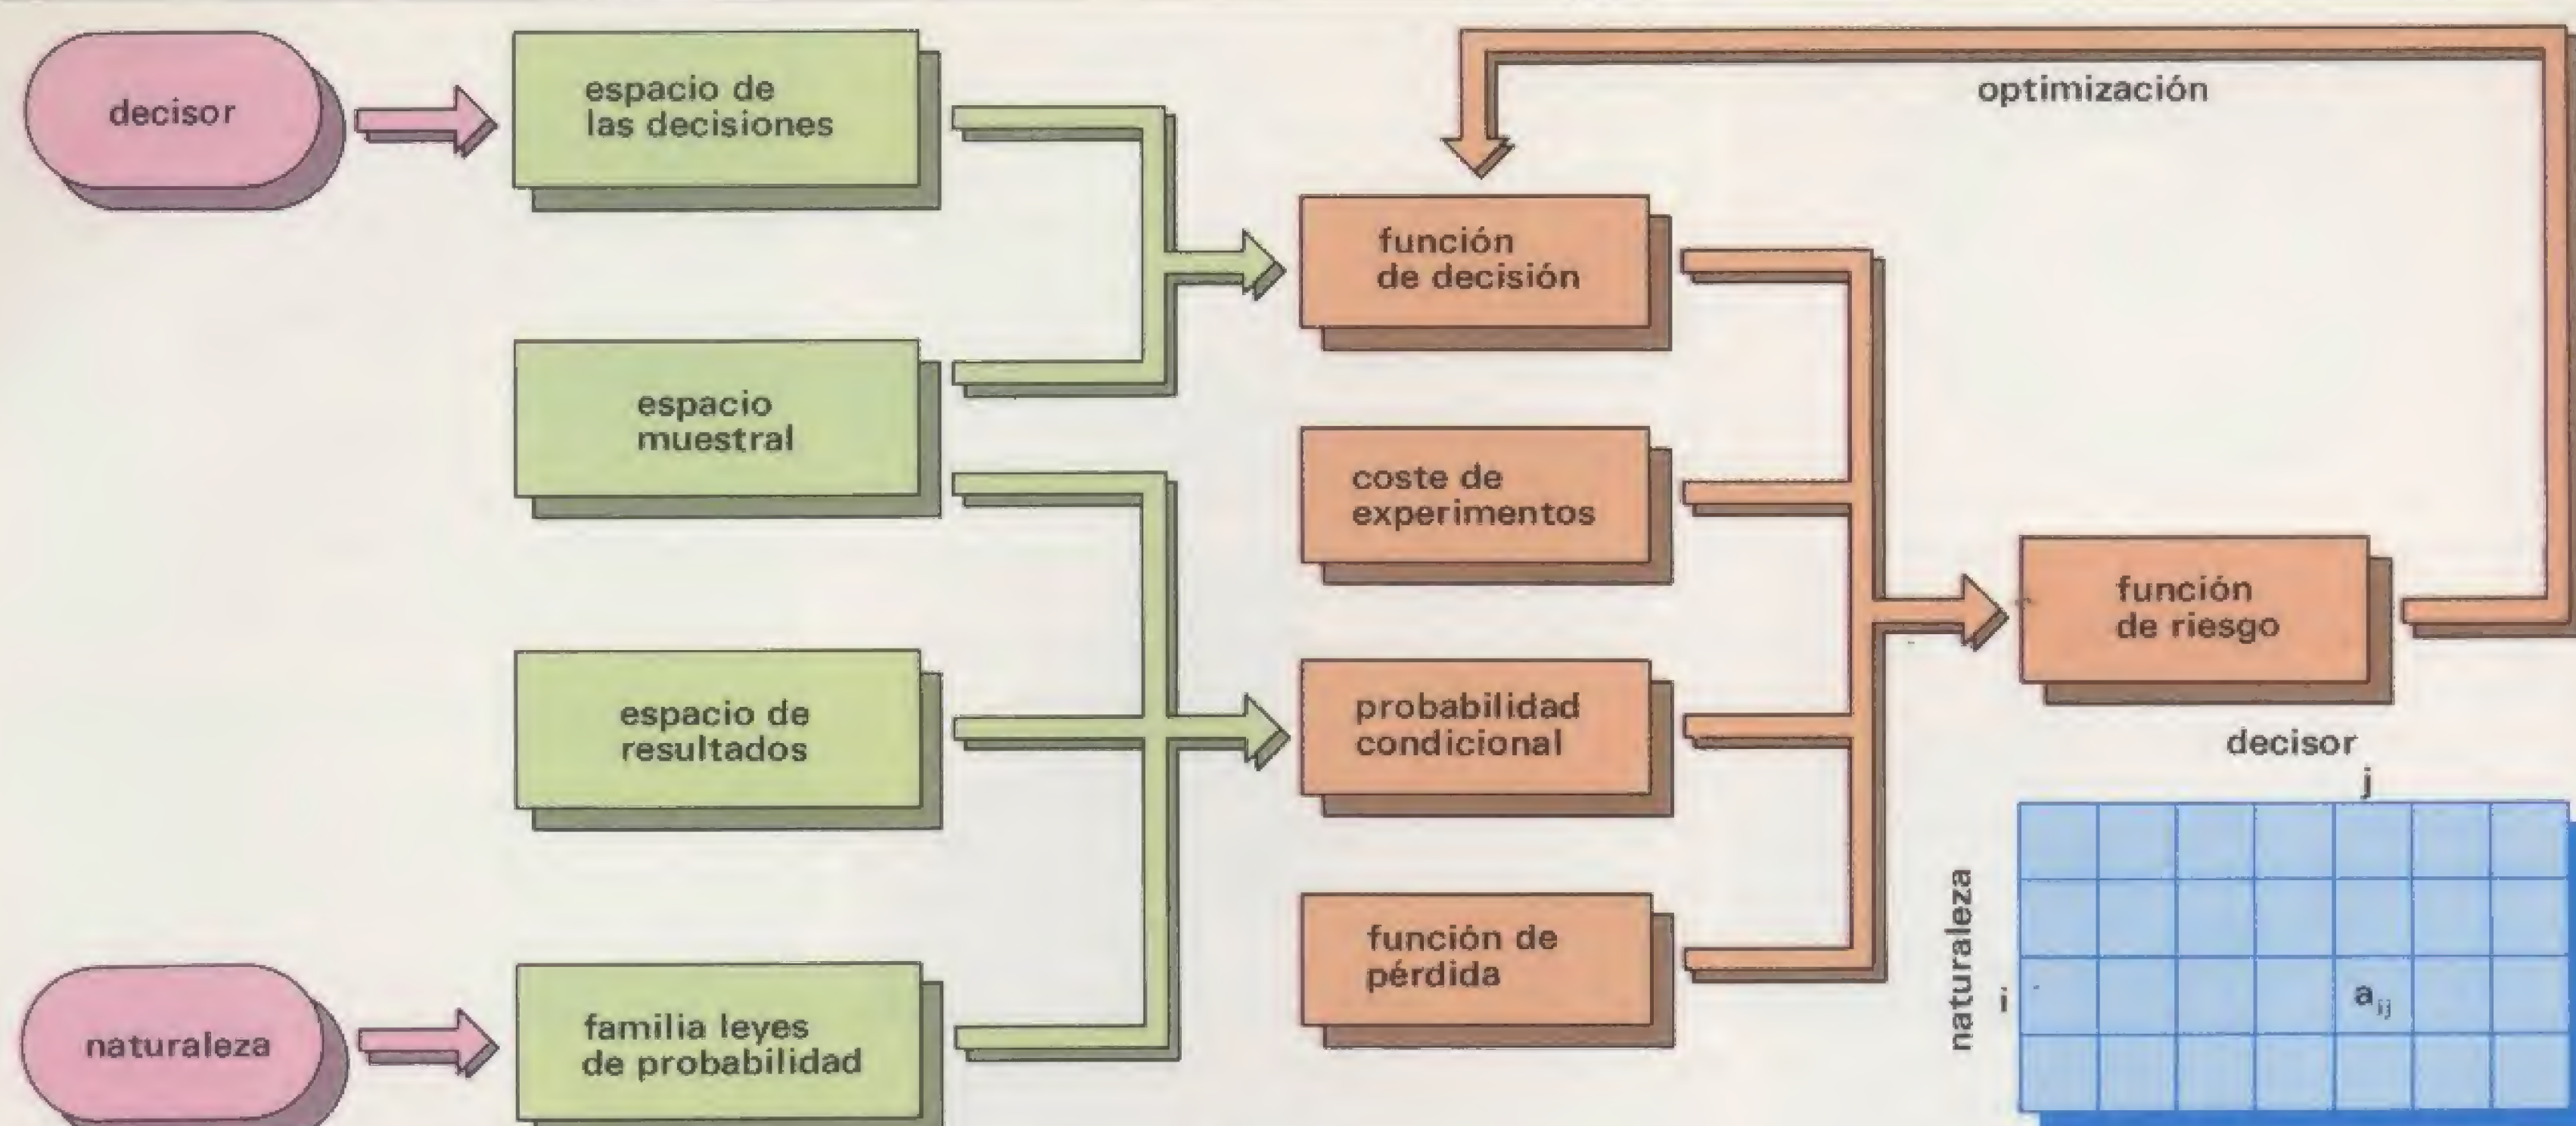 decisor
espacio de
las decisiones
optimización
función
de decisión
espacio
muestral
coste de
experimentos
función
de riesgo
espacio de
resultados
probabilidad
condicional
decisor
j
función de
pérdida
naturaleza
i
a_ij
naturaleza
familia leyes
de probabilidad